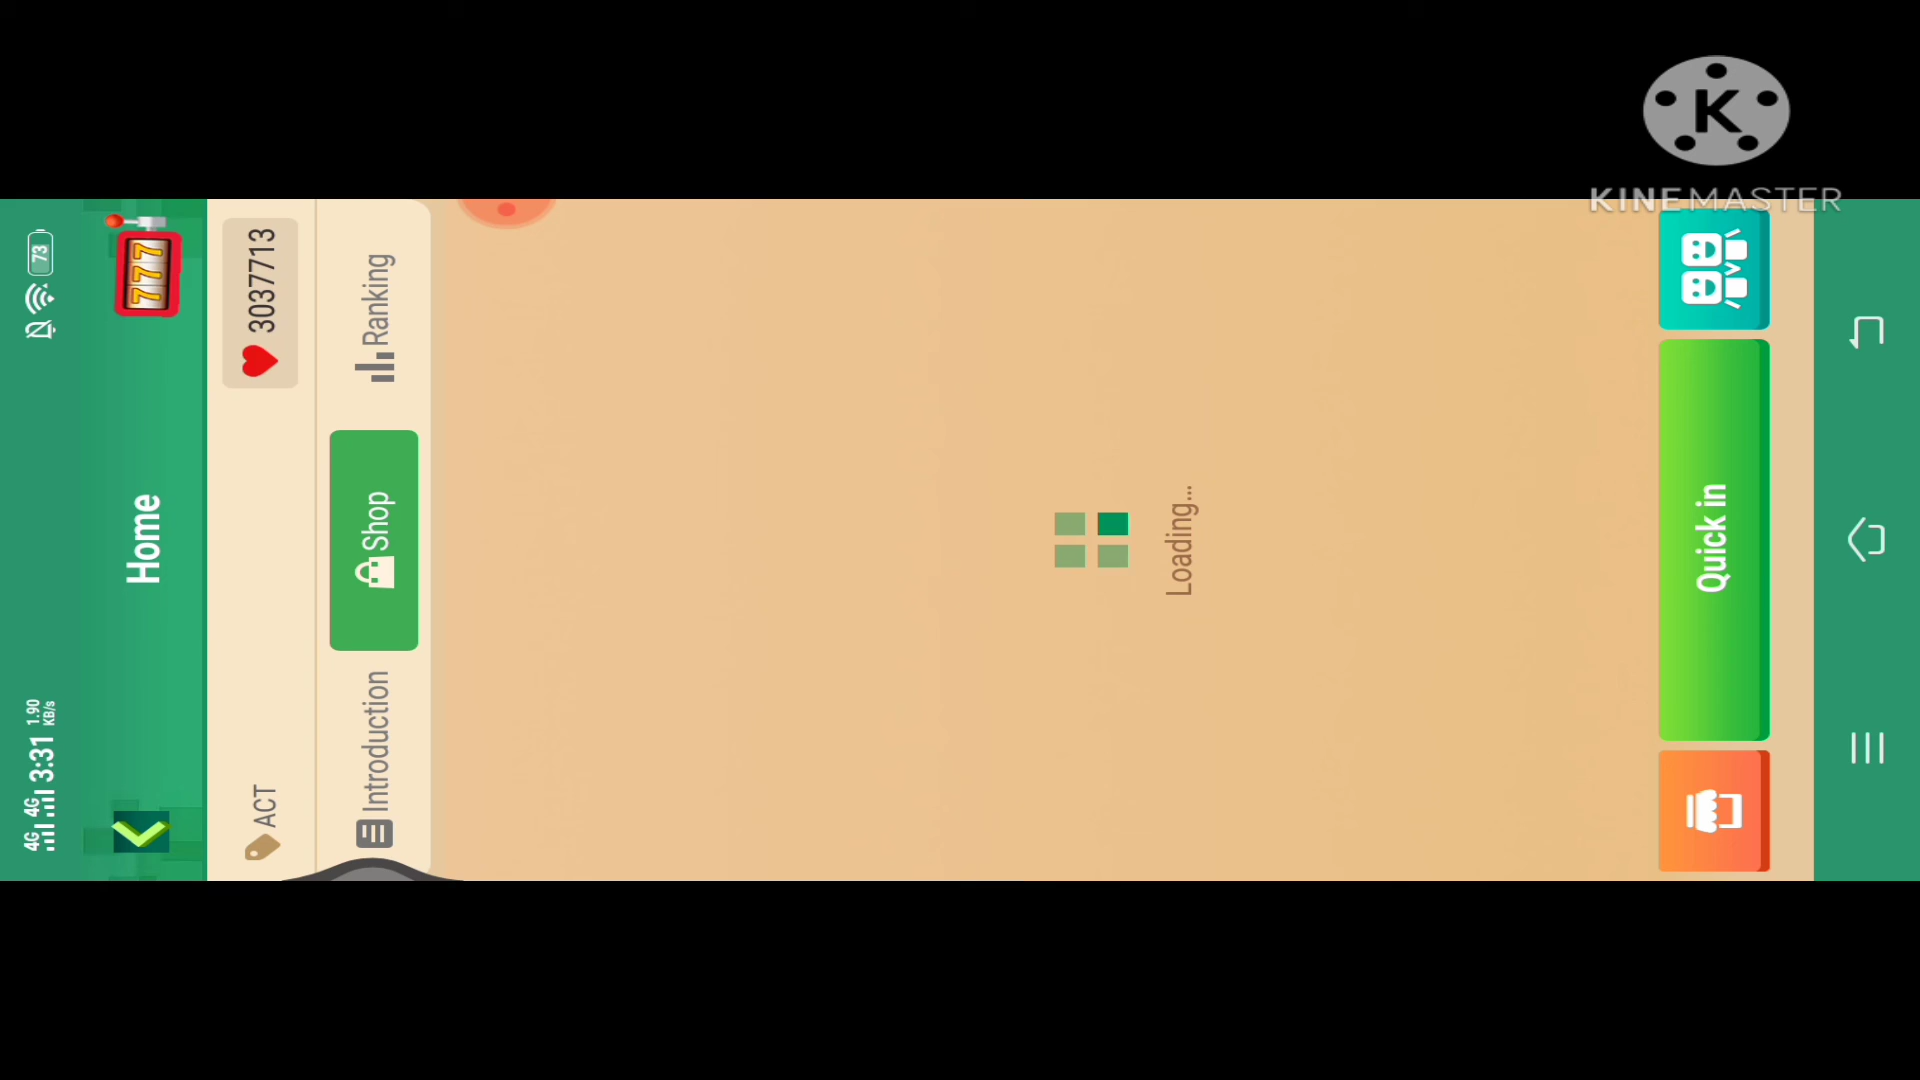 4G 4G 3:31 1.90 KB/s 73
Home
777
ACT
3037713
Introduction
Shop
Ranking
Loading...
Quick in
K
KINEMASTER